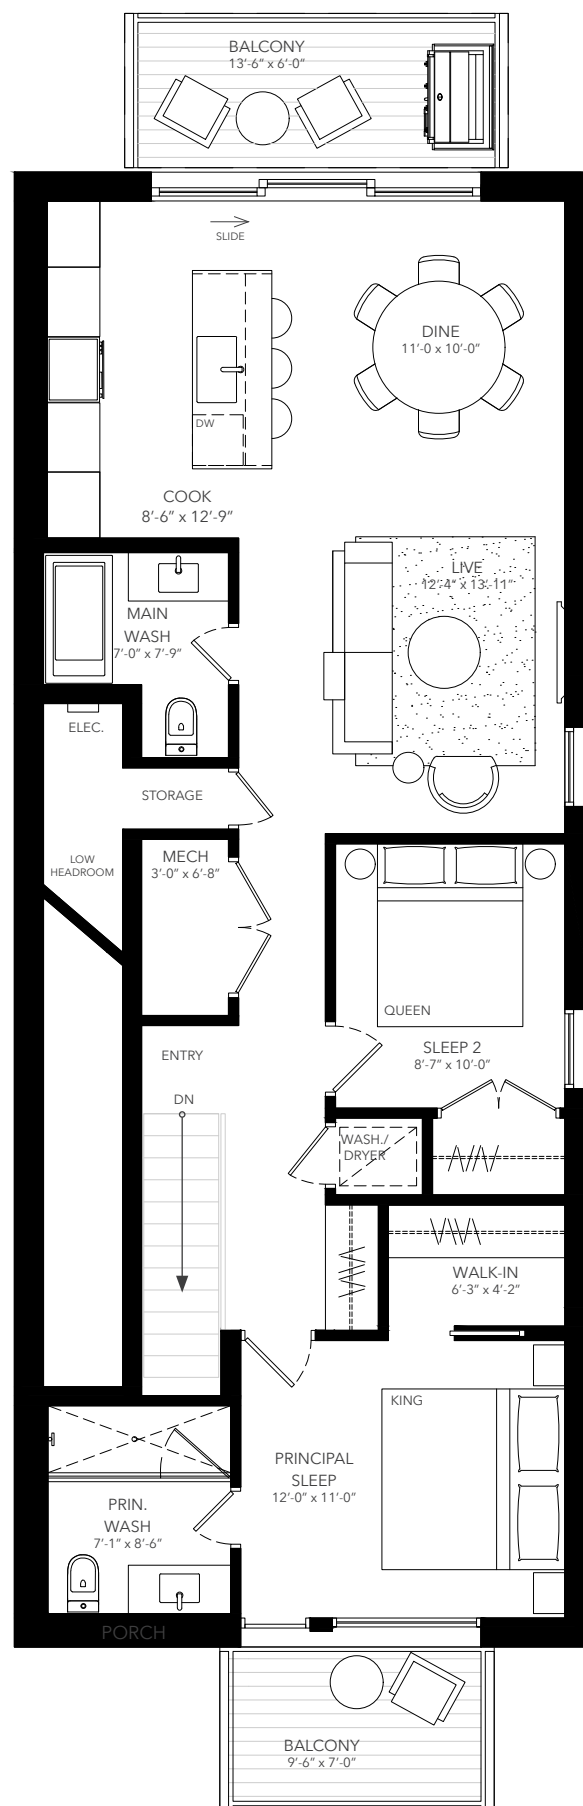 BALCONY
13'-6" x 6'-0"
SLIDE
DINE
11'-0 x 10'-0"
DW
COOK
8'-6" x 12'-9"
LIVE
12'-4" x 13'-11"
MAIN
WASH
7'-0" x 7'-9"
ELEC.
STORAGE
MECH
3'-0" x 6'-8"
LOW
HEADROOM
QUEEN
SLEEP 2
8'-7" x 10'-0"
ENTRY
DN
WASH./
DRYER
WALK-IN
6'-3" x 4'-2"
KING
PRINCIPAL
SLEEP
12'-0" x 11'-0"
PRIN.
WASH
7'-1" x 8'-6"
PORCH
BALCONY
9'-6" x 7'-0"